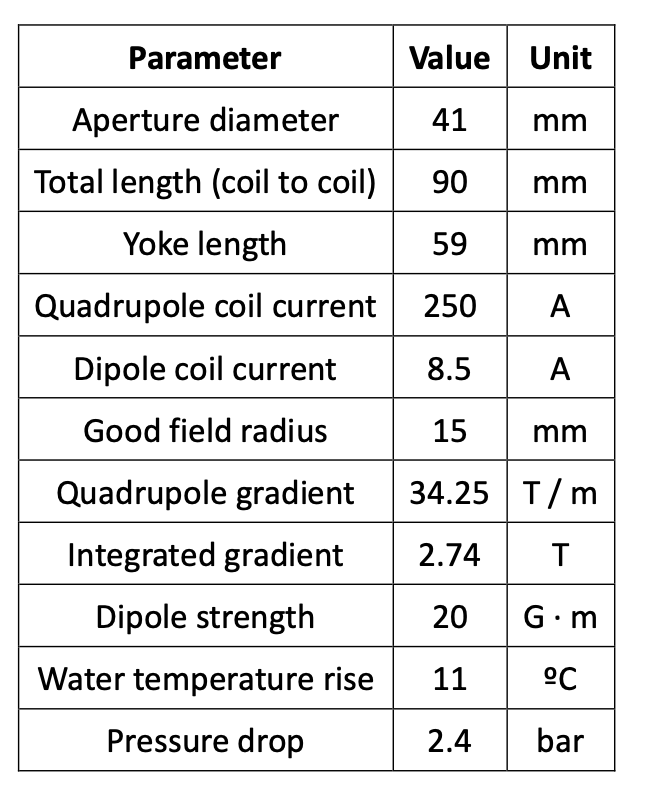 Parameter Value Unit
Aperture diameter 41 mm
Total length (coil to coil) 90 mm
Yoke length 59 mm
Quadrupole coil current 250 A
Dipole coil current 8.5 A
Good field radius 15 mm
Quadrupole gradient 34.25 T / m
Integrated gradient 2.74 T
Dipole strength 20 G · m
Water temperature rise 11 ºC
Pressure drop 2.4 bar